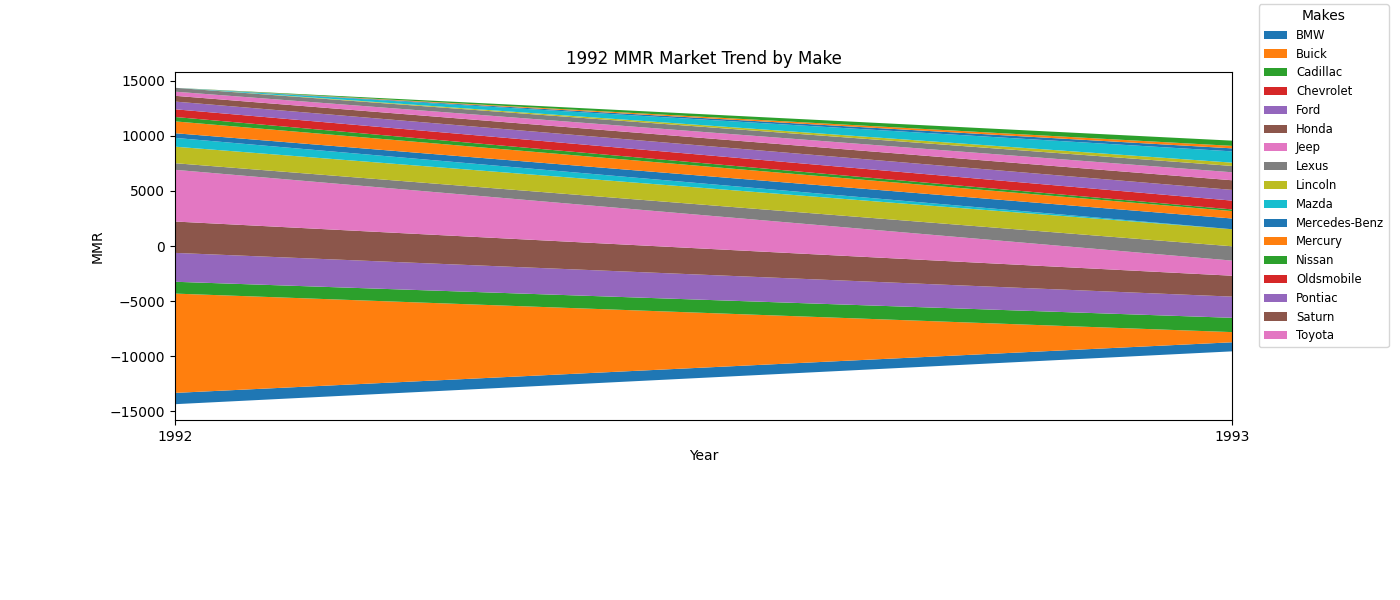 1992 MMR Market Trend by Make
15000
10000
5000
0
−5000
−10000
−15000
MMR
1992
1993
Year
Makes
BMW
Buick
Cadillac
Chevrolet
Ford
Honda
Jeep
Lexus
Lincoln
Mazda
Mercedes-Benz
Mercury
Nissan
Oldsmobile
Pontiac
Saturn
Toyota